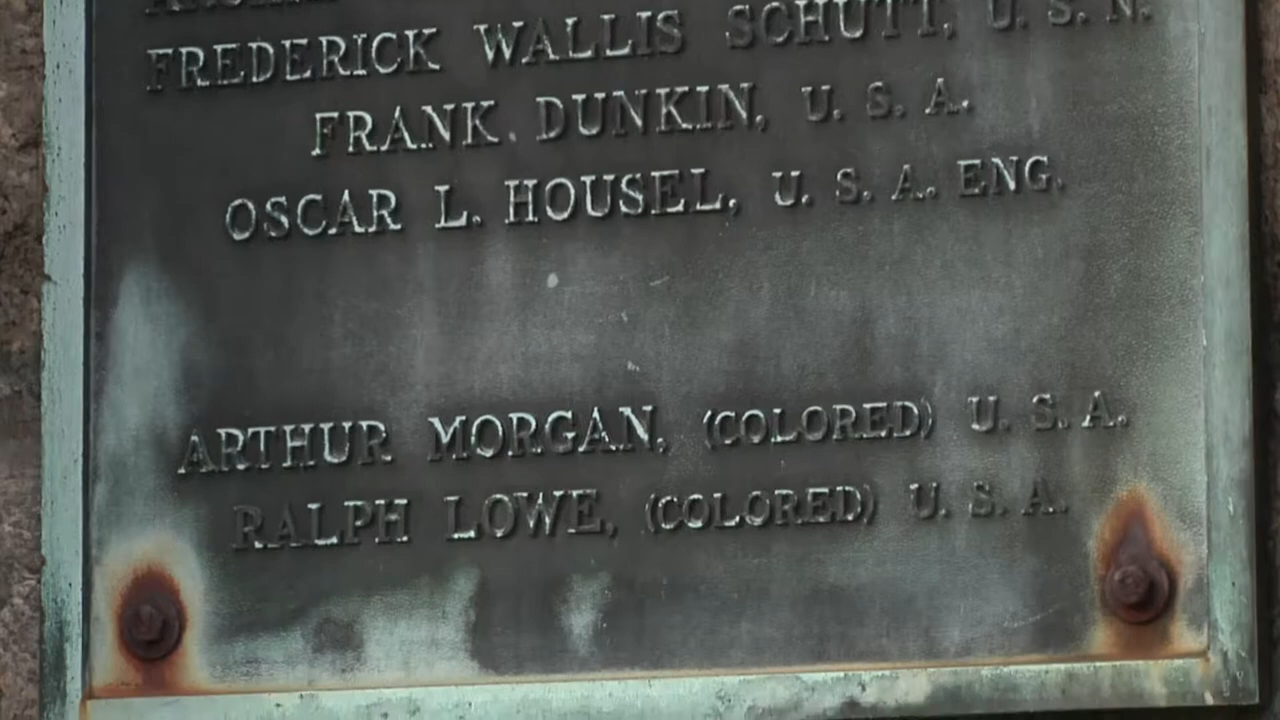 FREDERICK WALLIS SCHUTT, U. S. N.
FRANK. DUNKIN, U. S. A.
OSCAR L. HOUSEL, U. S. A. ENG.
ARTHUR MORGAN, (COLORED) U. S. A.
RALPH LOWE, (COLORED) U. S. A.